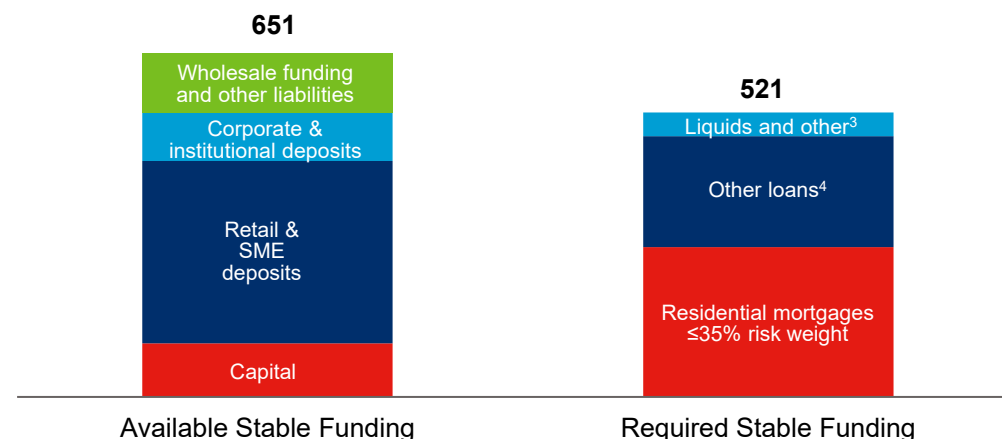 651
Wholesale funding
and other liabilities
Corporate &
institutional deposits
Retail &
SME
deposits
Capital
Available Stable Funding
521
Liquids and other³
Other loans⁴
Residential mortgages
≤35% risk weight
Required Stable Funding